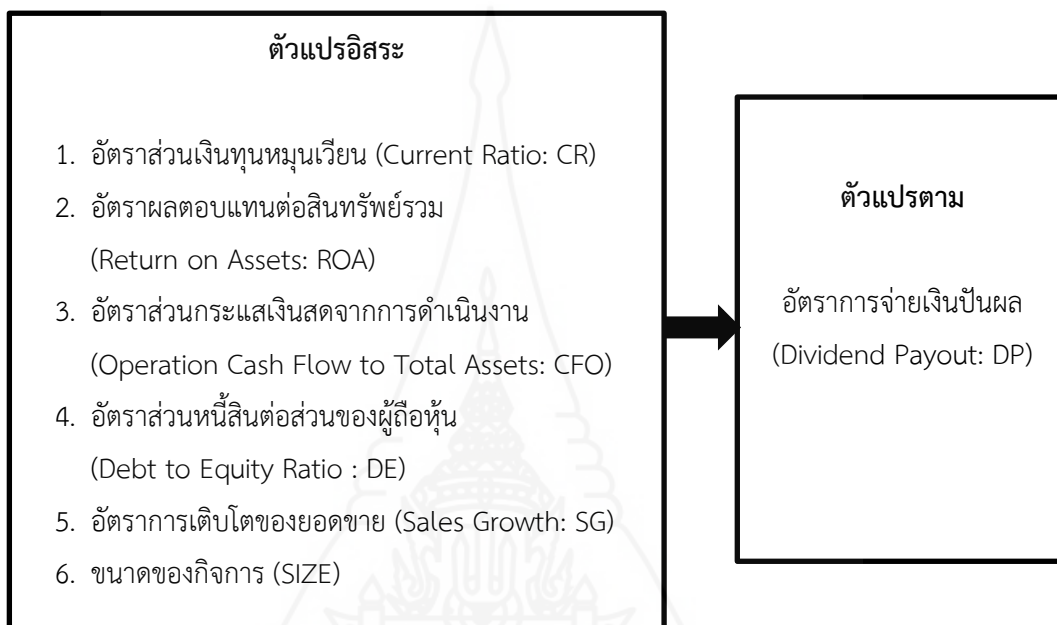 ตัวแปรอิสระ
1. อัตราส่วนเงินทุนหมุนเวียน (Current Ratio: CR)
2. อัตราผลตอบแทนต่อสินทรัพย์รวม
(Return on Assets: ROA)
3. อัตราส่วนกระแสเงินสดจากการดำเนินงาน
(Operation Cash Flow to Total Assets: CFO)
4. อัตราส่วนหนี้สินต่อส่วนของผู้ถือหุ้น
(Debt to Equity Ratio : DE)
5. อัตราการเติบโตของยอดขาย (Sales Growth: SG)
6. ขนาดของกิจการ (SIZE)
ตัวแปรตาม
อัตราการจ่ายเงินปันผล
(Dividend Payout: DP)